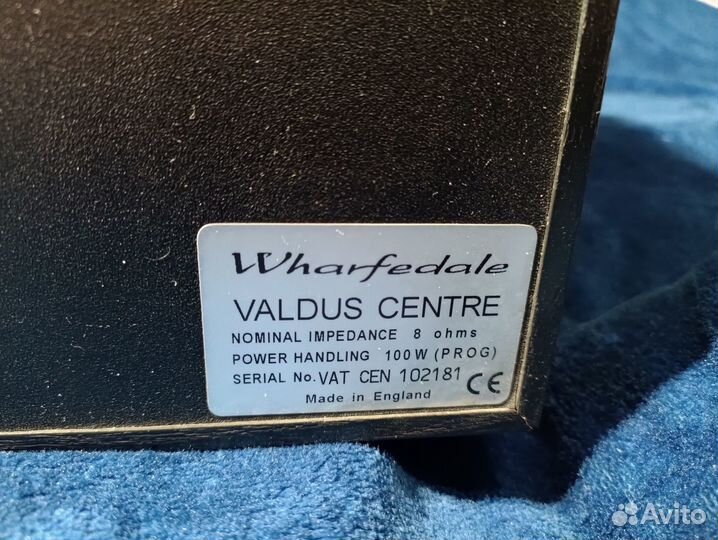 Wharfedale
VALDUS CENTRE
NOMINAL IMPEDANCE 8 ohms
POWER HANDLING 100W (PROG)
SERIAL No. VAT CEN 102181 CE
Made in England
Avito